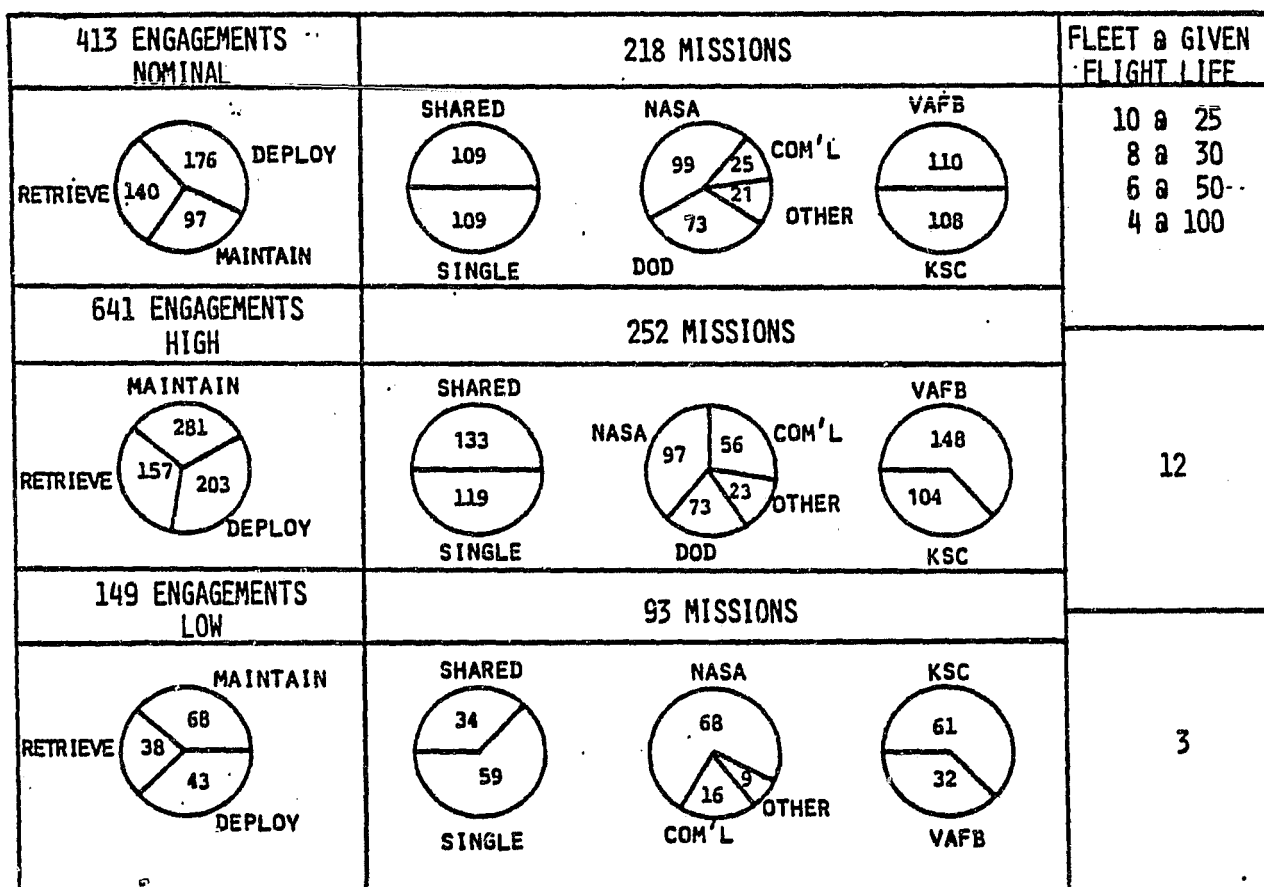 413 ENGAGEMENTS
NOMINAL
218 MISSIONS
FLEET @ GIVEN
FLIGHT LIFE
176
DEPLOY
RETRIEVE
140
97
MAINTAIN
SHARED
109
109
SINGLE
NASA
99
25
COM'L
21
OTHER
73
DOD
VAFB
110
108
KSC
10 @ 25
8 @ 30
6 @ 50
4 @ 100
641 ENGAGEMENTS
HIGH
252 MISSIONS
MAINTAIN
281
RETRIEVE
157
203
DEPLOY
SHARED
133
119
SINGLE
NASA
97
56
COM'L
23
OTHER
73
DOD
VAFB
148
104
KSC
12
149 ENGAGEMENTS
LOW
93 MISSIONS
MAINTAIN
68
RETRIEVE
38
43
DEPLOY
SHARED
34
59
SINGLE
NASA
68
9
OTHER
16
COM'L
KSC
61
32
VAFB
3